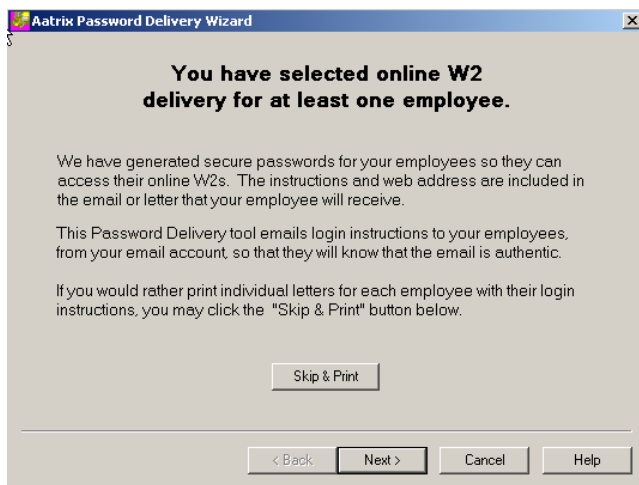 Aatrix Password Delivery Wizard
You have selected online W2
delivery for at least one employee.
We have generated secure passwords for your employees so they can
access their online W2s. The instructions and web address are included in
the email or letter that your employee will receive.
This Password Delivery tool emails login instructions to your employees,
from your email account, so that they will know that the email is authentic.
If you would rather print individual letters for each employee with their login
instructions, you may click the "Skip & Print" button below.
Skip & Print
< Back Next > Cancel Help